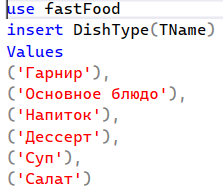 use fastFood
insert DishType(TName)
Values
('Гарнир'),
('Основное блюдо'),
('Напиток'),
('Дессерт'),
('Суп'),
('Салат')